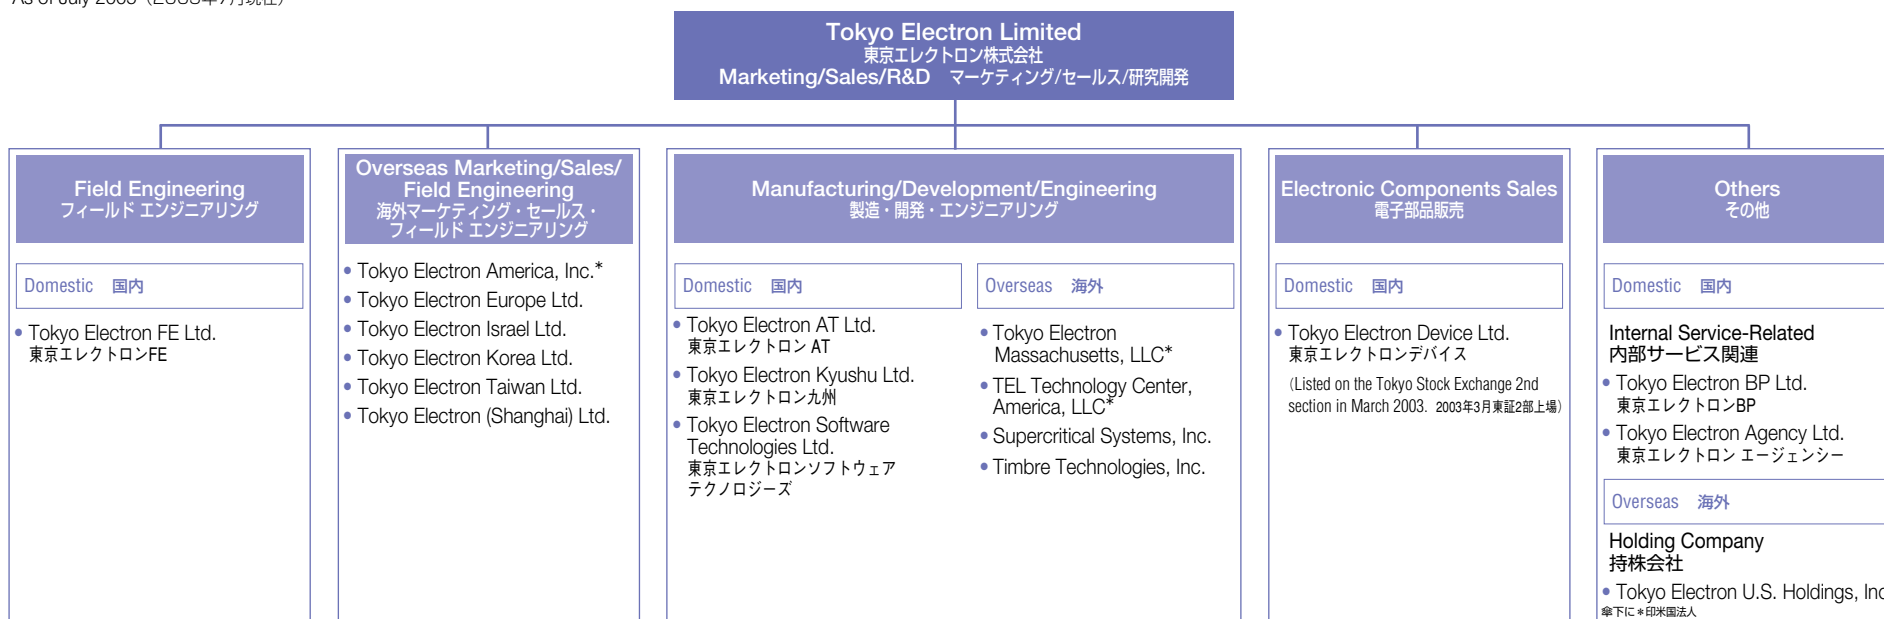 Tokyo Electron Limited
東京エレクトロン株式会社
Marketing/Sales/R&D マーケティング/セールス/研究開発
Field Engineering
フィールド エンジニアリング
Domestic 国内
• Tokyo Electron FE Ltd.
東京エレクトロンFE
Overseas Marketing/Sales/
Field Engineering
海外マーケティング・セールス・
フィールド エンジニアリング
• Tokyo Electron America, Inc.*
• Tokyo Electron Europe Ltd.
• Tokyo Electron Israel Ltd.
• Tokyo Electron Korea Ltd.
• Tokyo Electron Taiwan Ltd.
• Tokyo Electron (Shanghai) Ltd.
Manufacturing/Development/Engineering
製造・開発・エンジニアリング
Domestic 国内
• Tokyo Electron AT Ltd.
東京エレクトロン AT
• Tokyo Electron Kyushu Ltd.
東京エレクトロン九州
• Tokyo Electron Software
Technologies Ltd.
東京エレクトロンソフトウェア
テクノロジーズ
Overseas 海外
• Tokyo Electron
Massachusetts, LLC*
• TEL Technology Center,
America, LLC*
• Supercritical Systems, Inc.
• Timbre Technologies, Inc.
Electronic Components Sales
電子部品販売
Domestic 国内
• Tokyo Electron Device Ltd.
東京エレクトロンデバイス
(Listed on the Tokyo Stock Exchange 2nd
section in March 2003. 2003年3月東証2部上場)
Others
その他
Domestic 国内
Internal Service-Related
内部サービス関連
• Tokyo Electron BP Ltd.
東京エレクトロンBP
• Tokyo Electron Agency Ltd.
東京エレクトロン エージェンシー
Overseas 海外
Holding Company
持株会社
• Tokyo Electron U.S. Holdings, Inc
傘下に*印米国法人